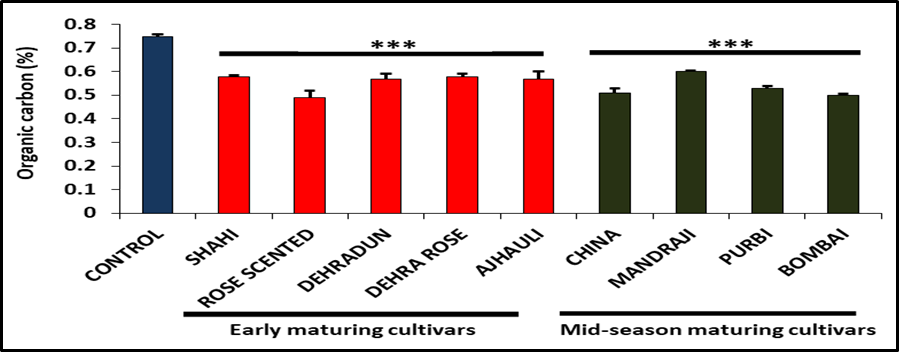 Organic carbon (%)
0.8
0.7
0.6
0.5
0.4
0.3
0.2
0.1
0
***
***
CONTROL
SHAHI
ROSE SCENTED
DEHRADUN
DEHRA ROSE
AJHAULI
CHINA
MANDRAJI
PURBI
BOMBAI
Early maturing cultivars
Mid-season maturing cultivars